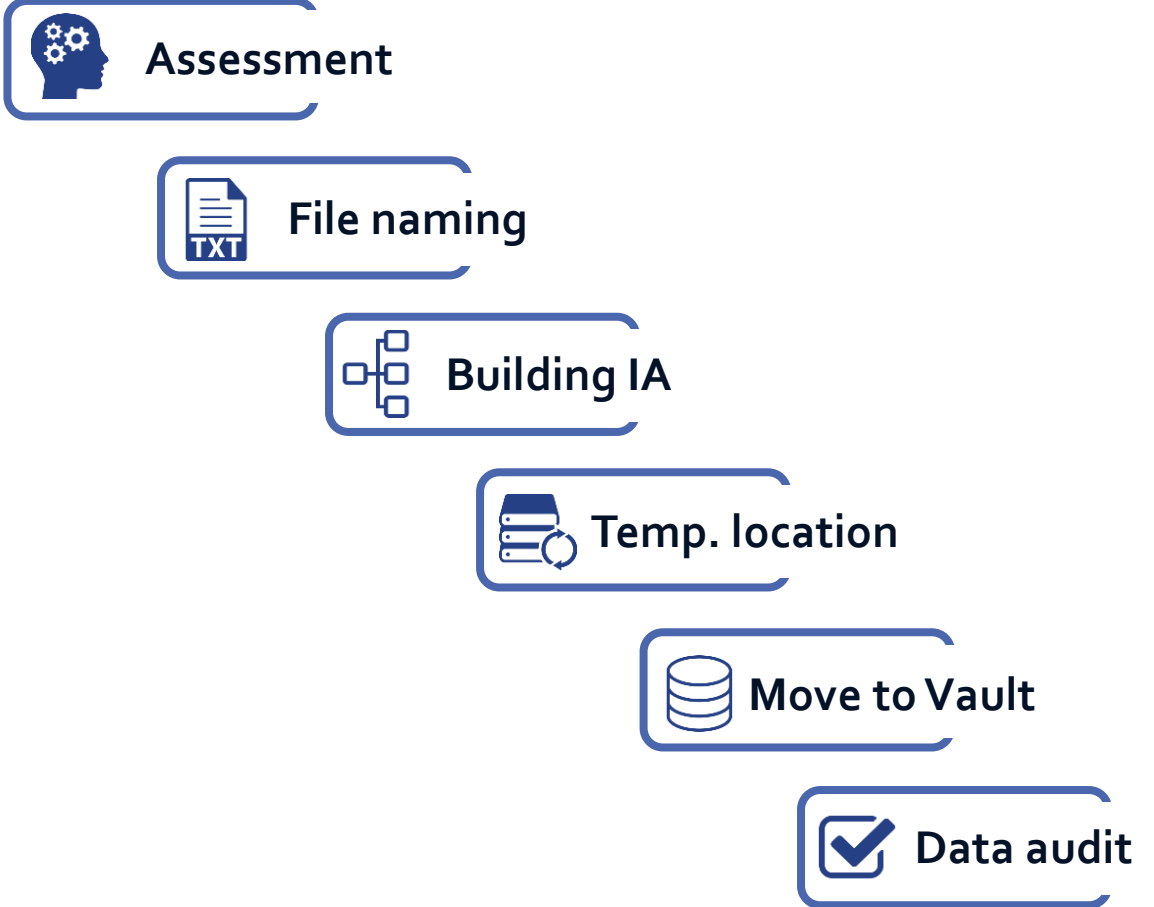 Assessment
TXT
File naming
Building IA
Temp. location
Move to Vault
Data audit